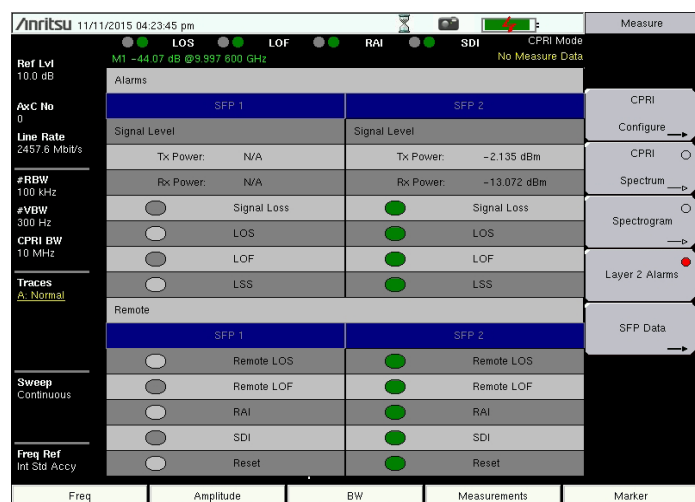 /Inritsu 11/11/2015 04:23:45 pm
Measure
LOS LOF RAI SDI CPRI Mode
M1 -44.07 dB @9.997 600 GHz No Measure Data
Ref Lvl
10.0 dB
AxC No
0
Line Rate
2457.6 Mbit/s
#RBW
100 kHz
#VBW
300 Hz
CPRI BW
10 MHz
Traces
A: Normal
Sweep
Continuous
Freq Ref
Int Std Accy
Alarms
SFP 1 SFP 2
Signal Level Signal Level
Tx Power: N/A Tx Power: -2.135 dBm
Rx Power: N/A Rx Power: -13.072 dBm
Signal Loss Signal Loss
LOS LOS
LOF LOF
LSS LSS
Remote
SFP 1 SFP 2
Remote LOS Remote LOS
Remote LOF Remote LOF
RAI RAI
SDI SDI
Reset Reset
CPRI
Configure
CPRI
Spectrum
Spectrogram
Layer 2 Alarms
SFP Data
Freq Amplitude BW Measurements Marker